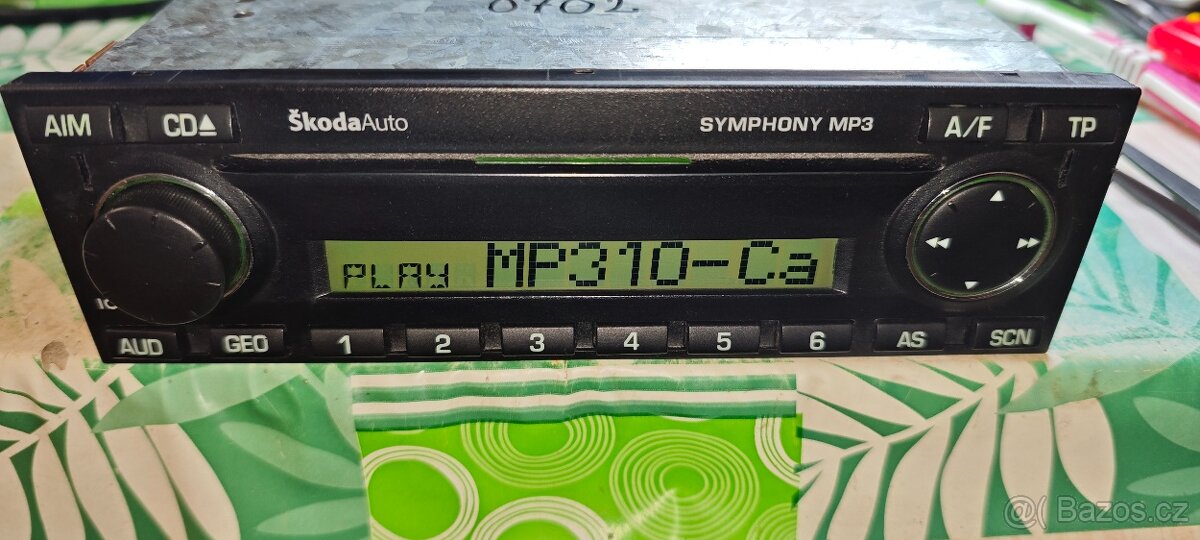 0702
AIM
CD
ŠkodaAuto
SYMPHONY MP3
A/F
TP
PLAY MP310-Ca
AUD
GEO
1
2
3
4
5
6
AS
SCN
@( Bazos.cz